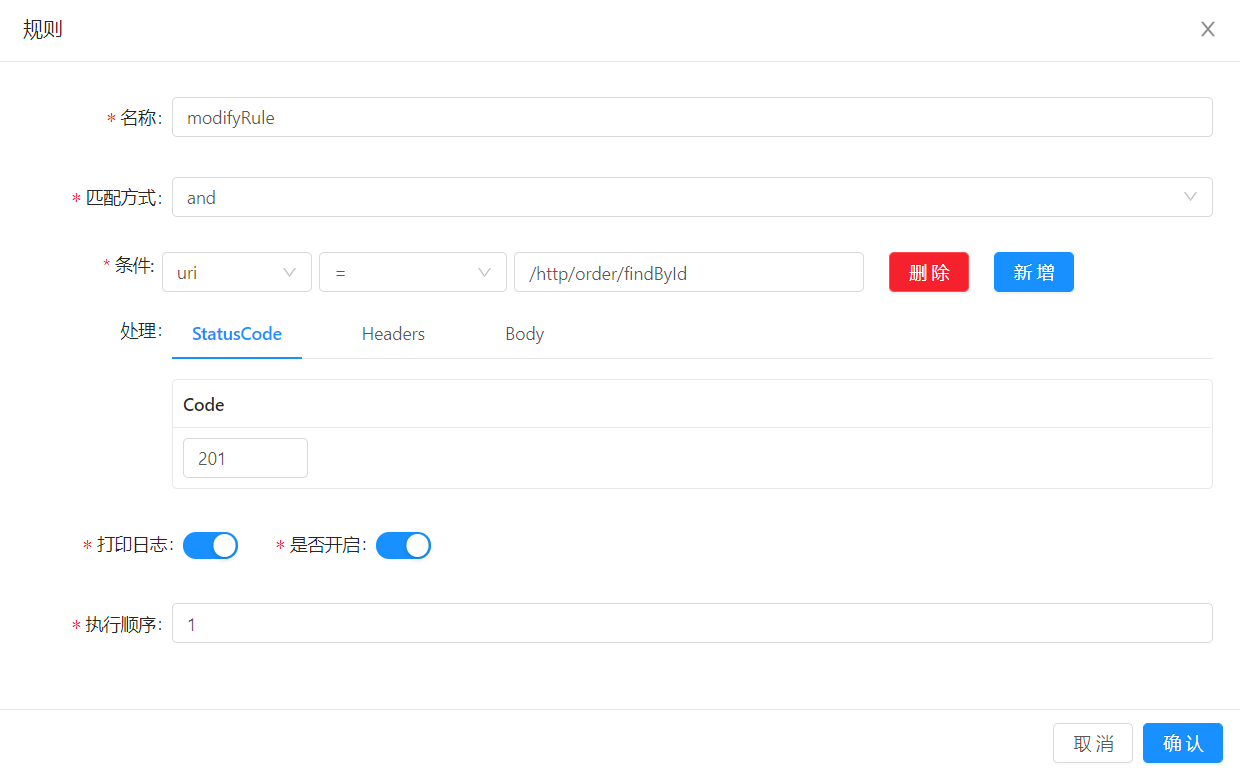 规则
* 名称: modifyRule
* 匹配方式: and
* 条件: uri = /http/order/findById 删 除 新 增
处理: StatusCode Headers Body
Code
201
* 打印日志: * 是否开启:
* 执行顺序: 1
取 消 确 认